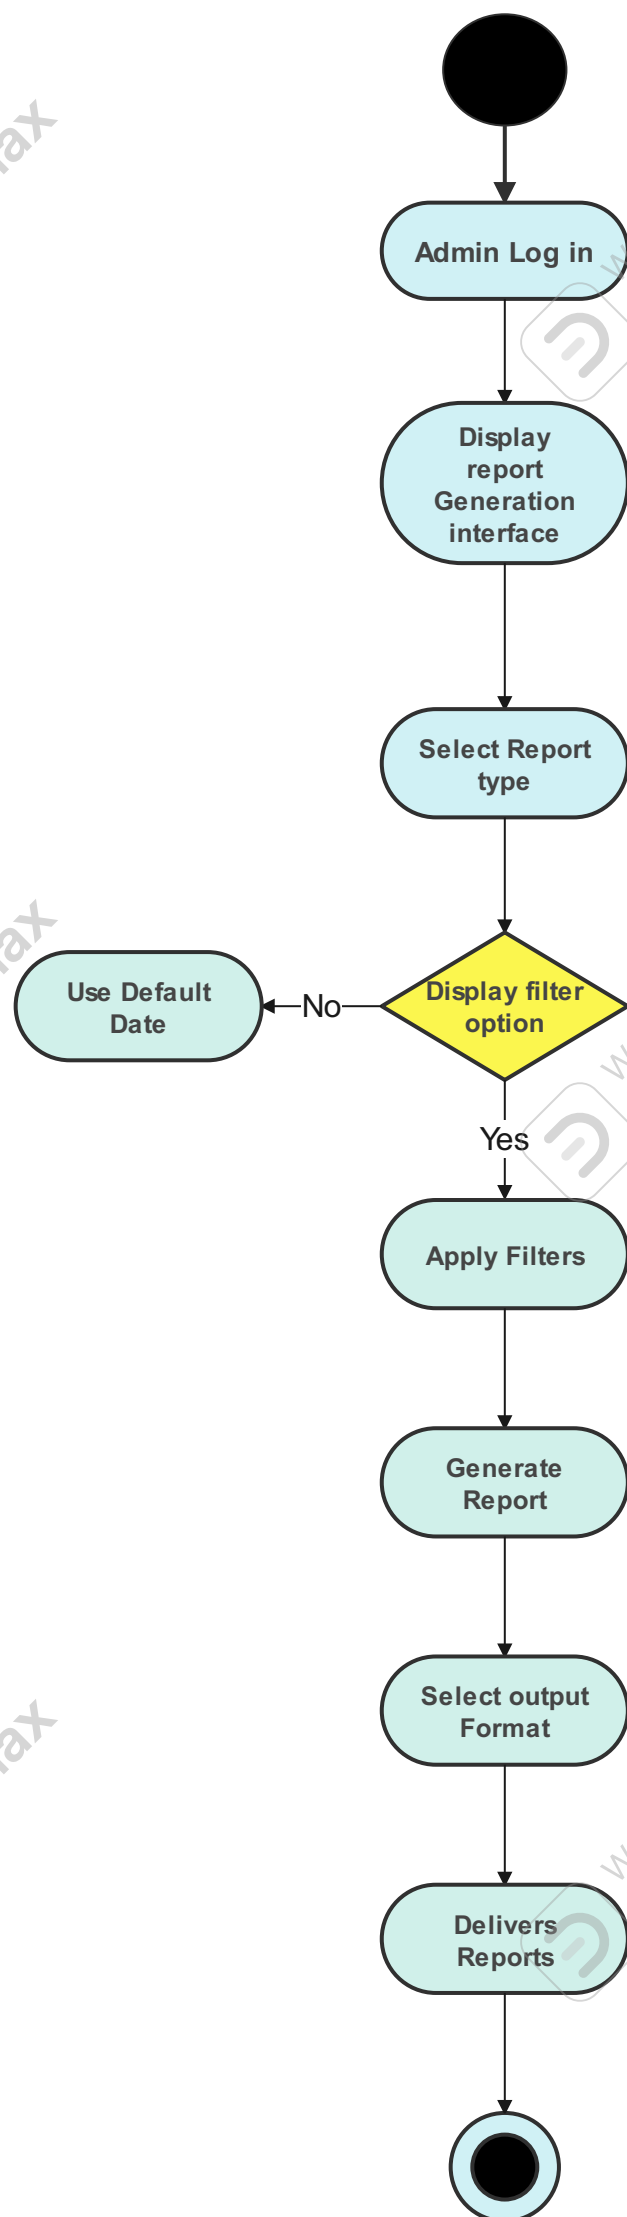 Admin Log in
Display
report
Generation
interface
Select Report
type
Display filter
option
No
Use Default
Date
Yes
Apply Filters
Generate
Report
Select output
Format
Delivers
Reports